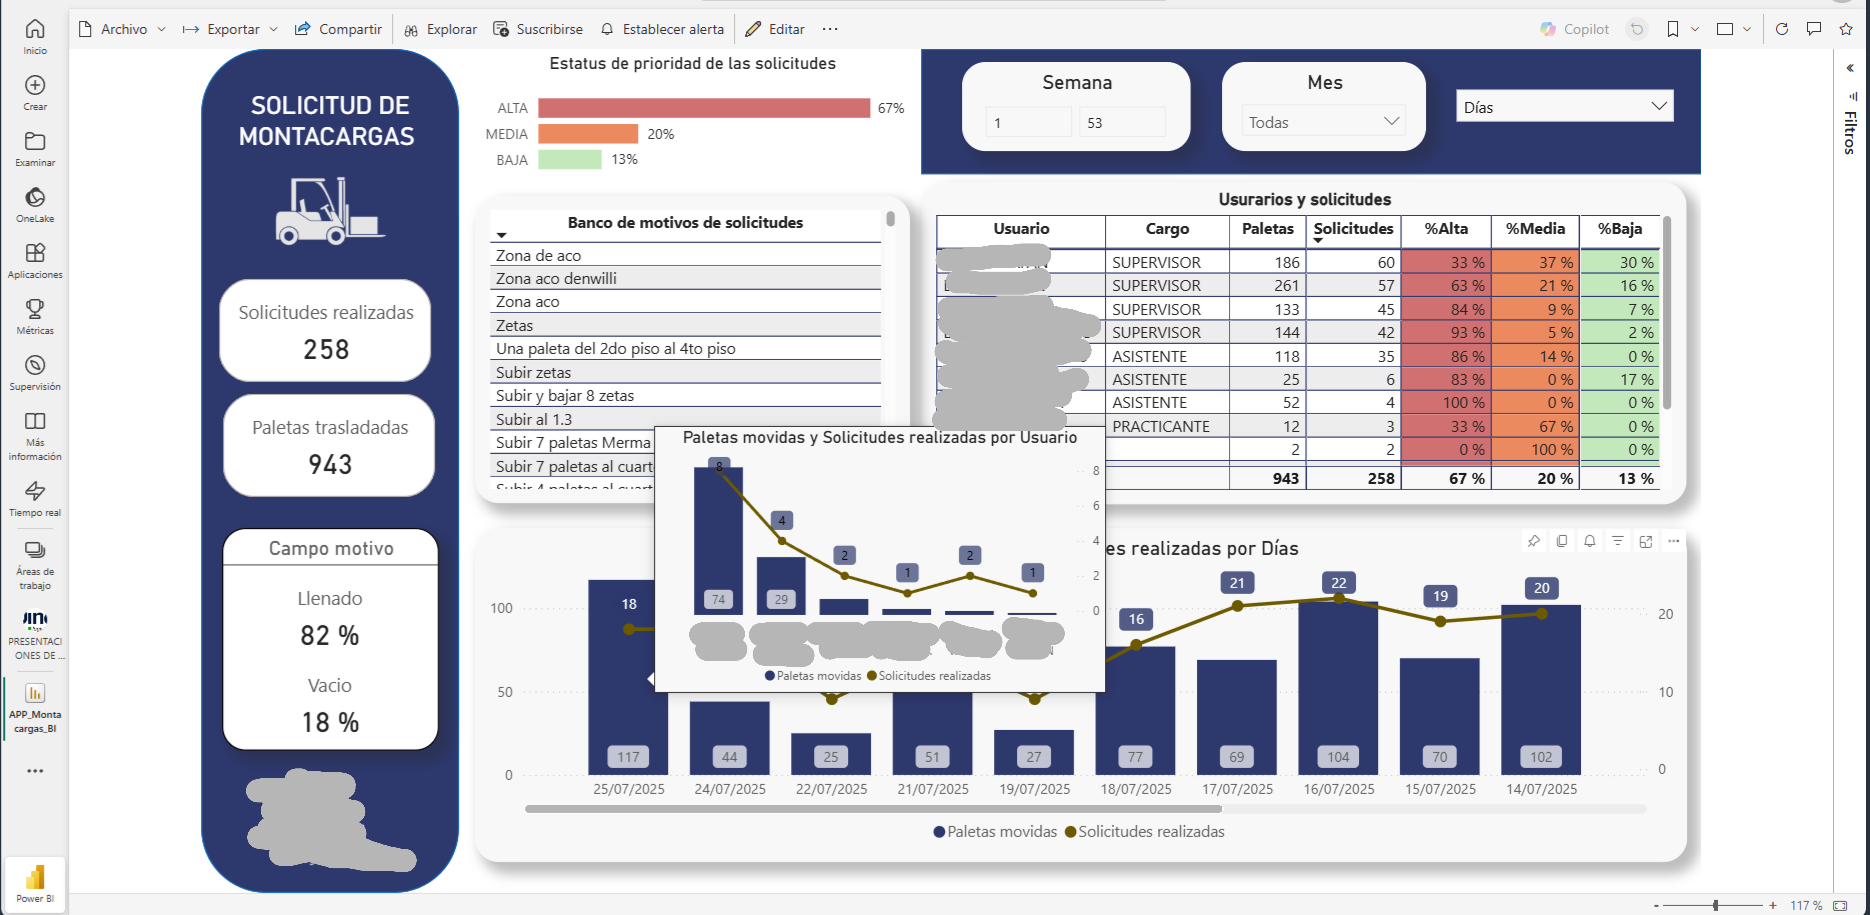 Archivo
Exportar
Compartir
Explorar
Suscribirse
Establecer alerta
Editar
Copilot
Inicio
Crear
Examinar
OneLake
Aplicaciones
Métricas
Supervisión
Más
información
Tiempo real
Áreas de
trabajo
PRESENTACI
ONES DE ...
APP_Monta
cargas_BI
Power BI
SOLICITUD DE
MONTACARGAS
Solicitudes realizadas
258
Paletas trasladadas
943
Campo motivo
Llenado
82 %
Vacio
18 %
Estatus de prioridad de las solicitudes
ALTA 67%
MEDIA 20%
BAJA 13%
Semana
1 53
Mes
Todas
Días
Filtros
Banco de motivos de solicitudes
Zona de aco
Zona aco denwilli
Zona aco
Zetas
Una paleta del 2do piso al 4to piso
Subir zetas
Subir y bajar 8 zetas
Subir al 1.3
Subir 7 paletas Merma
Subir 7 paletas al cuart
Subir 4 paletas al cuart
Usurarios y solicitudes
Usuario Cargo Paletas Solicitudes %Alta %Media %Baja
SUPERVISOR 186 60 33 % 37 % 30 %
SUPERVISOR 261 57 63 % 21 % 16 %
SUPERVISOR 133 45 84 % 9 % 7 %
SUPERVISOR 144 42 93 % 5 % 2 %
ASISTENTE 118 35 86 % 14 % 0 %
ASISTENTE 25 6 83 % 0 % 17 %
ASISTENTE 52 4 100 % 0 % 0 %
PRACTICANTE 12 3 33 % 67 % 0 %
2 2 0 % 100 % 0 %
943 258 67 % 20 % 13 %
Paletas movidas y Solicitudes realizadas por Usuario
8 4 2 1 2 1
74 29
8
6
4
2
0
Paletas movidas Solicitudes realizadas
es realizadas por Días
100
50
0
18 16 21 22 19 20
117 44 25 51 27 77 69 104 70 102
20
10
0
25/07/2025 24/07/2025 22/07/2025 21/07/2025 19/07/2025 18/07/2025 17/07/2025 16/07/2025 15/07/2025 14/07/2025
Paletas movidas Solicitudes realizadas
117 %